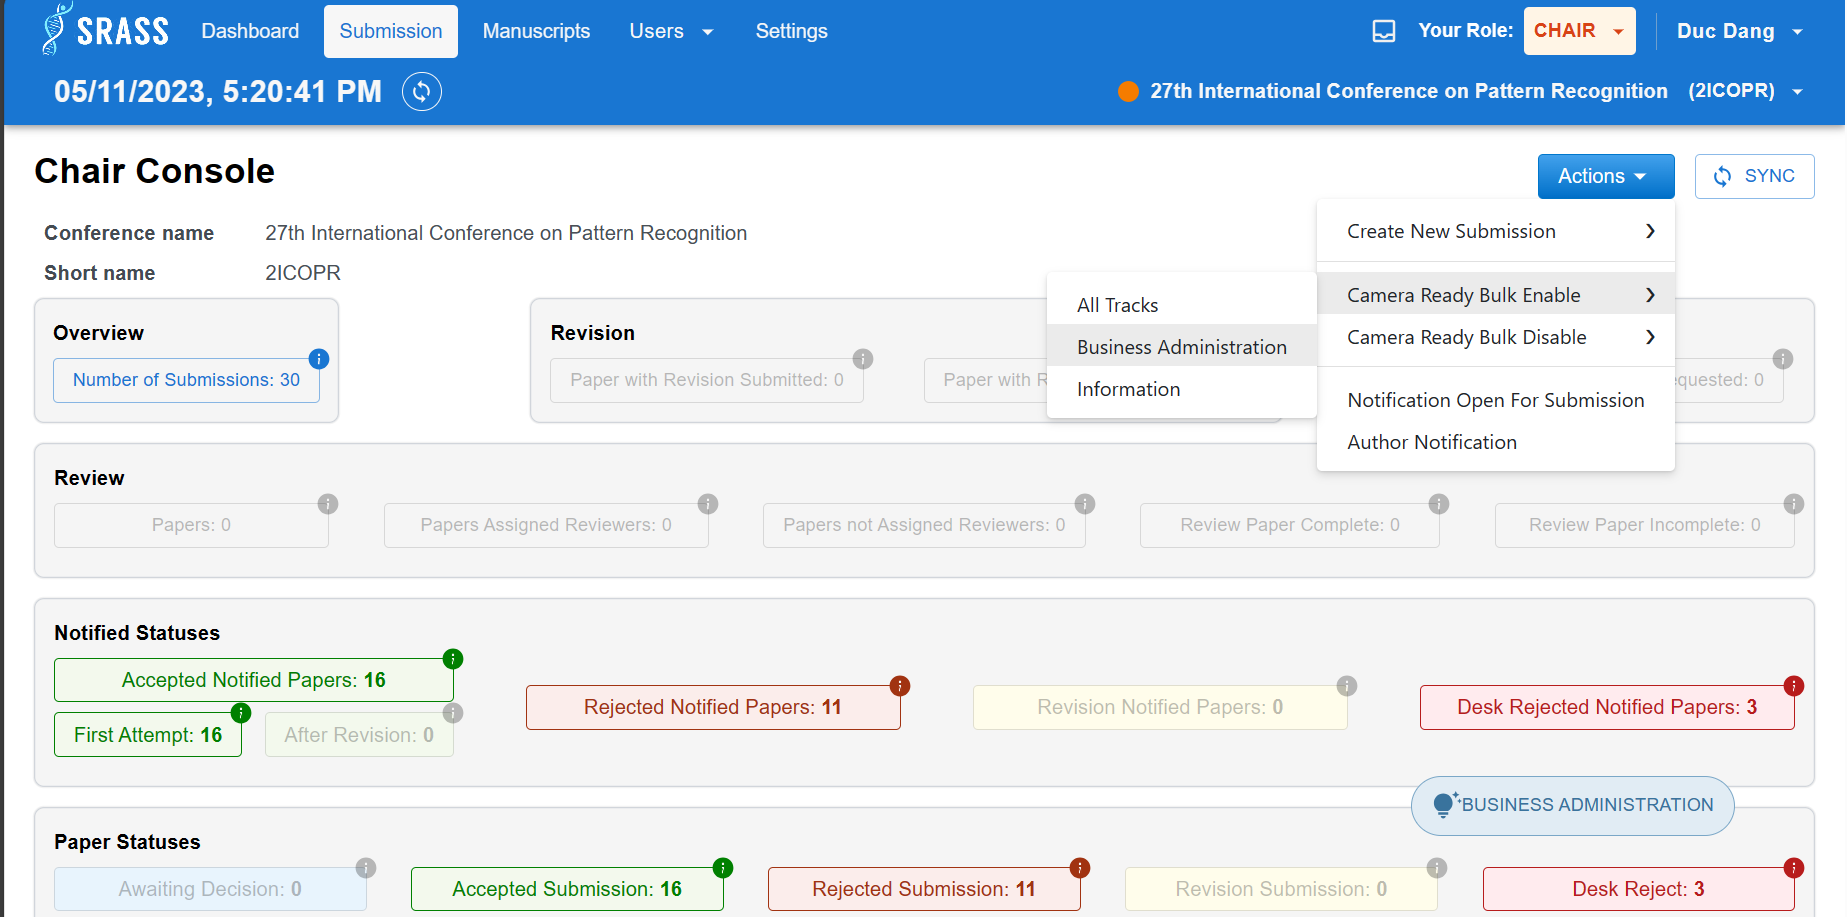 SRASS
Dashboard
Submission
Manuscripts
Users
Settings
Your Role:
CHAIR
Duc Dang
05/11/2023, 5:20:41 PM
27th International Conference on Pattern Recognition (2ICOPR)
Chair Console
Actions
SYNC
Conference name 27th International Conference on Pattern Recognition
Short name 2ICOPR
Create New Submission
Camera Ready Bulk Enable
Camera Ready Bulk Disable
Notification Open For Submission
Author Notification
All Tracks
Business Administration
Information
Overview
Number of Submissions: 30
Revision
Paper with Revision Submitted: 0
Paper with R
quested: 0
Review
Papers: 0
Papers Assigned Reviewers: 0
Papers not Assigned Reviewers: 0
Review Paper Complete: 0
Review Paper Incomplete: 0
Notified Statuses
Accepted Notified Papers: 16
First Attempt: 16
After Revision: 0
Rejected Notified Papers: 11
Revision Notified Papers: 0
Desk Rejected Notified Papers: 3
BUSINESS ADMINISTRATION
Paper Statuses
Awaiting Decision: 0
Accepted Submission: 16
Rejected Submission: 11
Revision Submission: 0
Desk Reject: 3